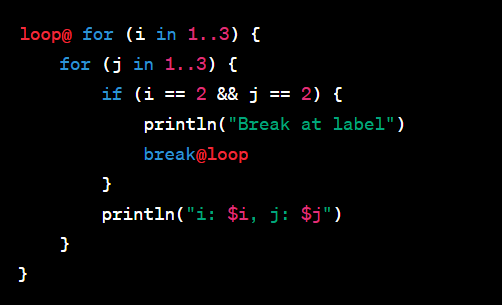 loop@ for (i in 1..3) {
    for (j in 1..3) {
        if (i == 2 && j == 2) {
            println("Break at label")
            break@loop
        }
        println("i: $i, j: $j")
    }
}